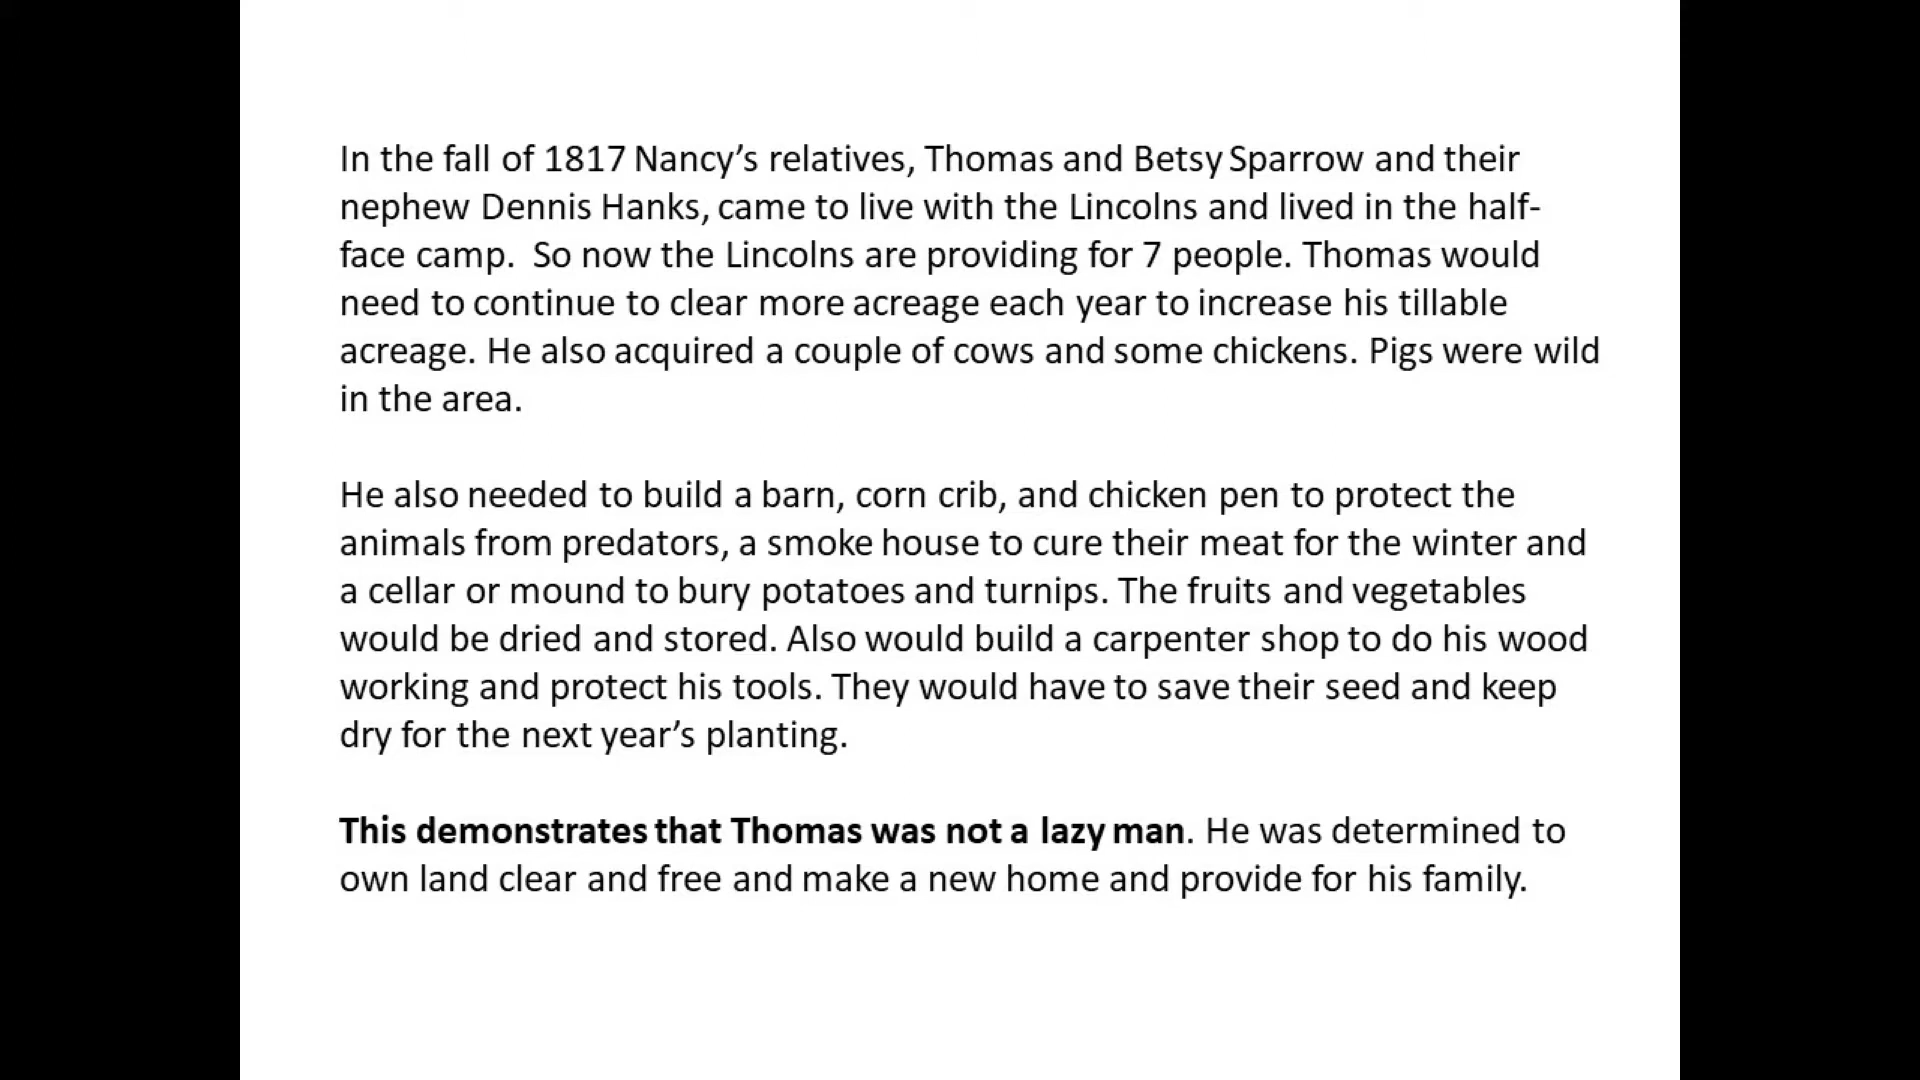 In the fall of 1817 Nancy’s relatives, Thomas and Betsy Sparrow and their
nephew Dennis Hanks, came to live with the Lincolns and lived in the half-
face camp.  So now the Lincolns are providing for 7 people. Thomas would
need to continue to clear more acreage each year to increase his tillable
acreage. He also acquired a couple of cows and some chickens. Pigs were wild
in the area.
He also needed to build a barn, corn crib, and chicken pen to protect the
animals from predators, a smoke house to cure their meat for the winter and
a cellar or mound to bury potatoes and turnips. The fruits and vegetables
would be dried and stored. Also would build a carpenter shop to do his wood
working and protect his tools. They would have to save their seed and keep
dry for the next year’s planting.
This demonstrates that Thomas was not a lazy man. He was determined to
own land clear and free and make a new home and provide for his family.